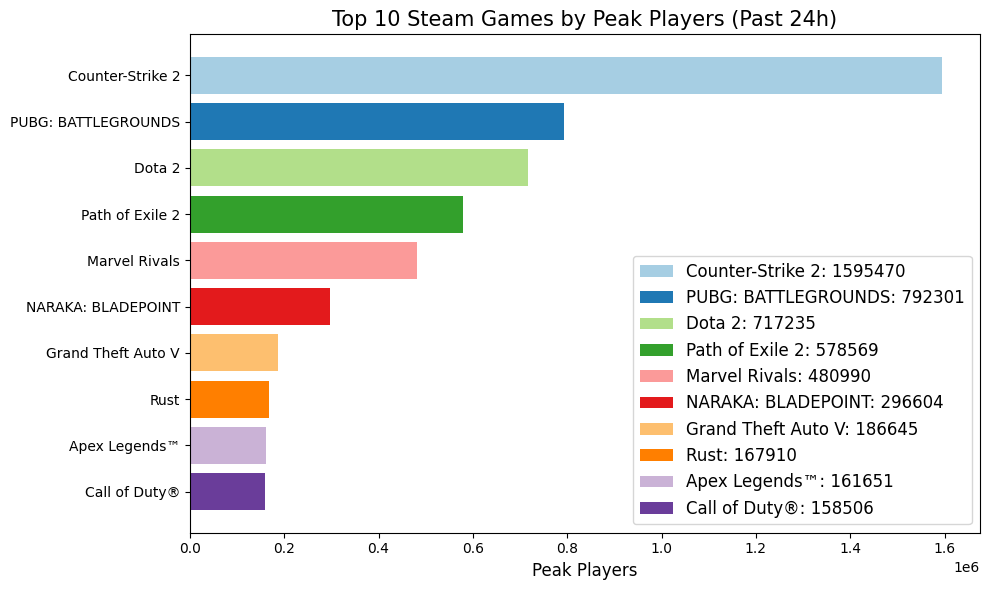 Top 10 Steam Games by Peak Players (Past 24h)
Counter-Strike 2
PUBG: BATTLEGROUNDS
Dota 2
Path of Exile 2
Marvel Rivals
NARAKA: BLADEPOINT
Grand Theft Auto V
Rust
Apex Legends™
Call of Duty®
Counter-Strike 2: 1595470
PUBG: BATTLEGROUNDS: 792301
Dota 2: 717235
Path of Exile 2: 578569
Marvel Rivals: 480990
NARAKA: BLADEPOINT: 296604
Grand Theft Auto V: 186645
Rust: 167910
Apex Legends™: 161651
Call of Duty®: 158506
0.0 0.2 0.4 0.6 0.8 1.0 1.2 1.4 1.6
1e6
Peak Players